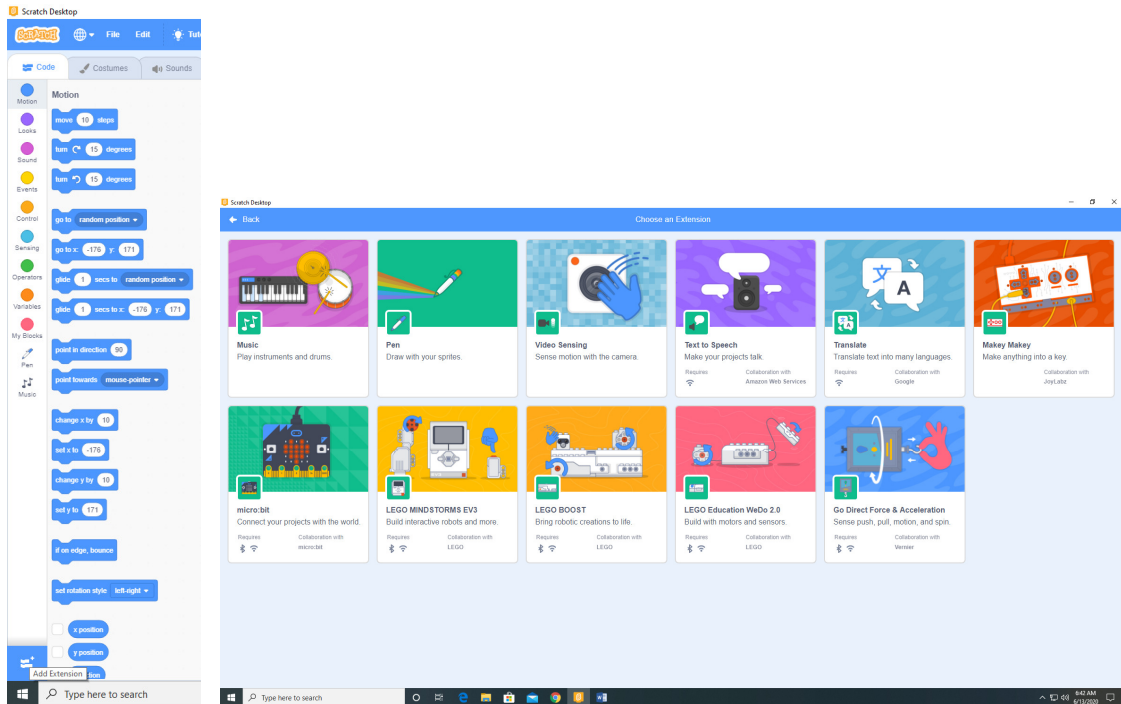 Scratch Desktop
SCRATCH File Edit Tut
Code Costumes Sounds
Motion
Looks
Sound
Events
Control
Sensing
Operators
Variables
My Blocks
Pen
Music
Motion
move 10 steps
turn 15 degrees
turn 15 degrees
go to random position
go to x: -176 y: 171
glide 1 secs to random position
glide 1 secs to x: -176 y: 171
point in direction 90
point towards mouse-pointer
change x by 10
set x to -176
change y by 10
set y to 171
if on edge, bounce
set rotation style left-right
x position
y position
Add Extension
Type here to search
Scratch Desktop
Back Choose an Extension
Music
Play instruments and drums.
Pen
Draw with your sprites.
Video Sensing
Sense motion with the camera.
Text to Speech
Make your projects talk.
Requires Collaboration with
Amazon Web Services
A
Translate
Translate text into many languages.
Requires Collaboration with
Google
Makey Makey
Make anything into a key.
Collaboration with
JoyLabz
micro:bit
Connect your projects with the world.
Requires Collaboration with
micro:bit
LEGO MINDSTORMS EV3
Build interactive robots and more.
Requires Collaboration with
LEGO
LEGO BOOST
Bring robotic creations to life.
Requires Collaboration with
LEGO
LEGO Education WeDo 2.0
Build with motors and sensors.
Requires Collaboration with
LEGO
Go Direct Force & Acceleration
Sense push, pull, motion, and spin.
Requires Collaboration with
Vernier
Type here to search
6:42 AM
6/13/2020